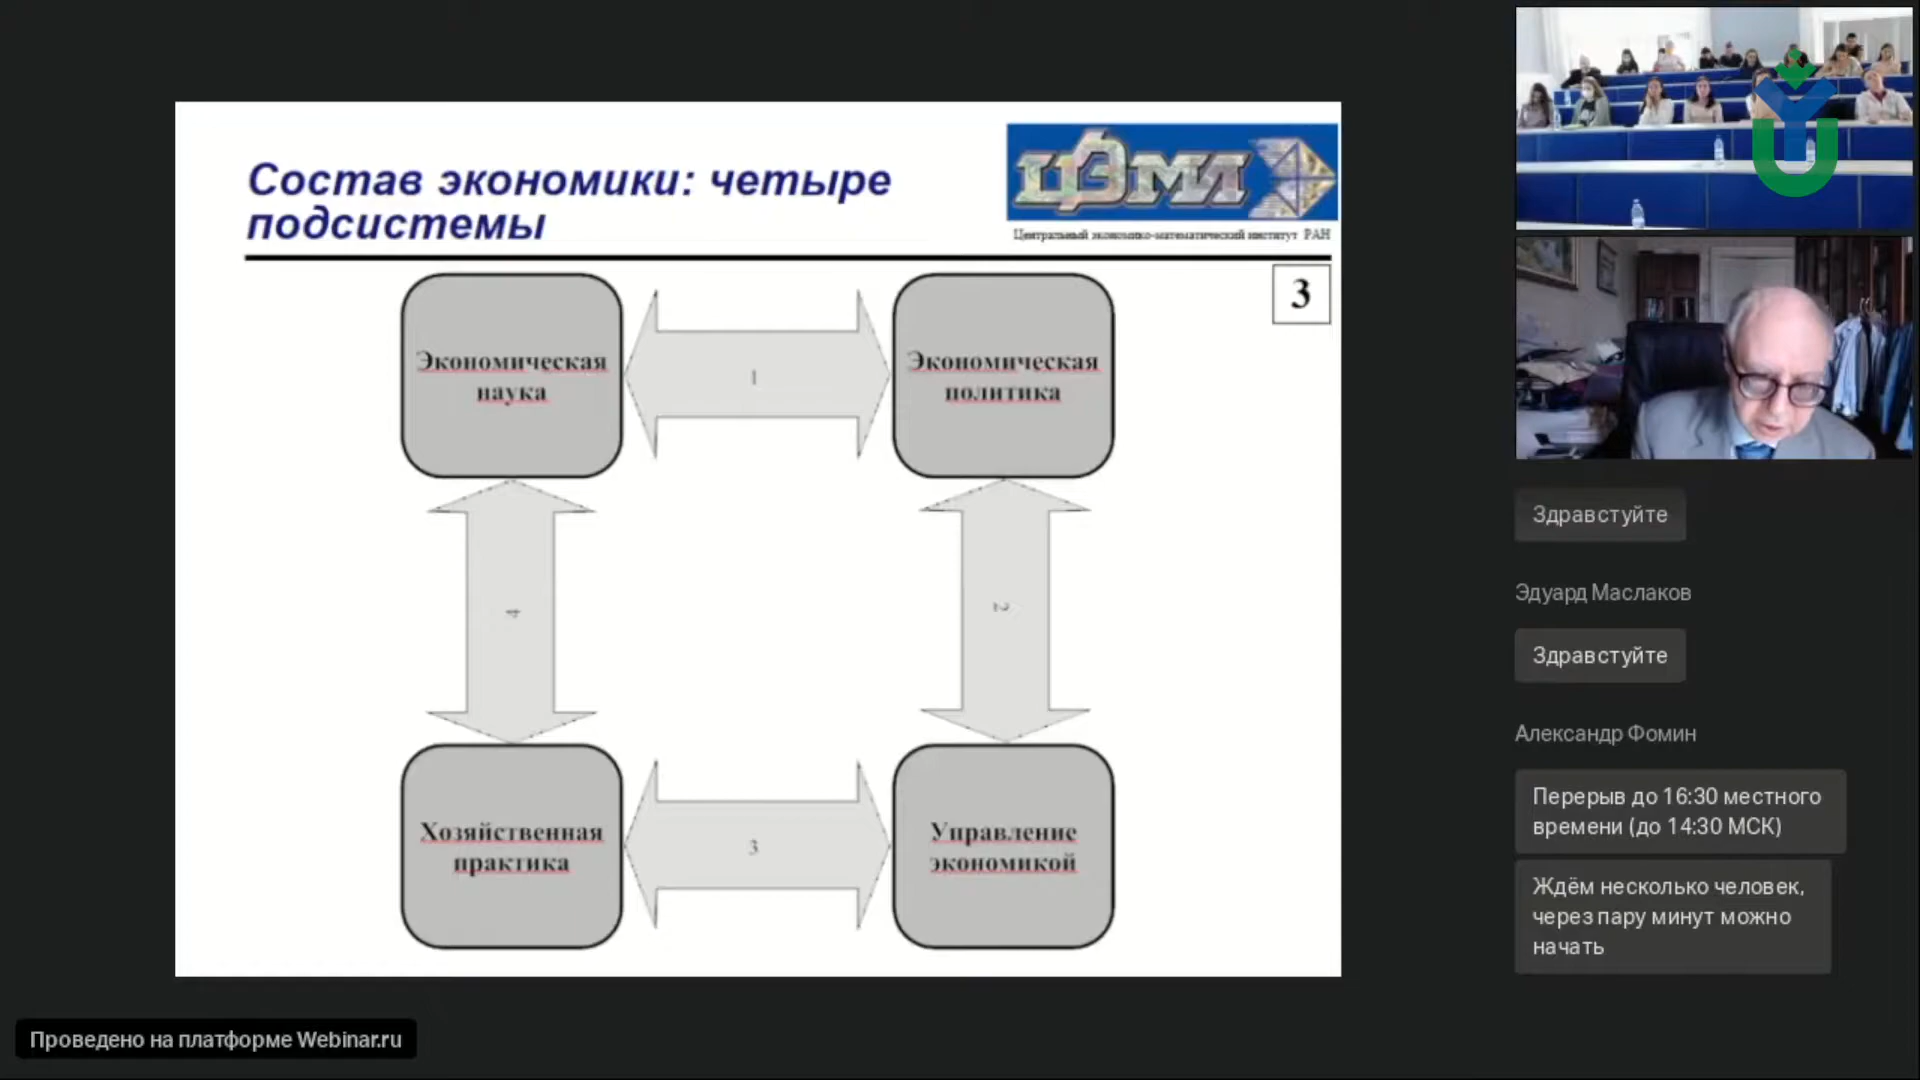 Состав экономики: четыре
подсистемы
ЦЭМИ
Центральный экономико-математический институт РАН
3
Экономическая
наука
1
Экономическая
политика
4
2
Хозяйственная
практика
3
Управление
экономикой
Здравстуйте
Эдуард Маслаков
Здравстуйте
Александр Фомин
Перерыв до 16:30 местного
времени (до 14:30 МСК)
Ждём несколько человек,
через пару минут можно
начать
Проведено на платформе Webinar.ru